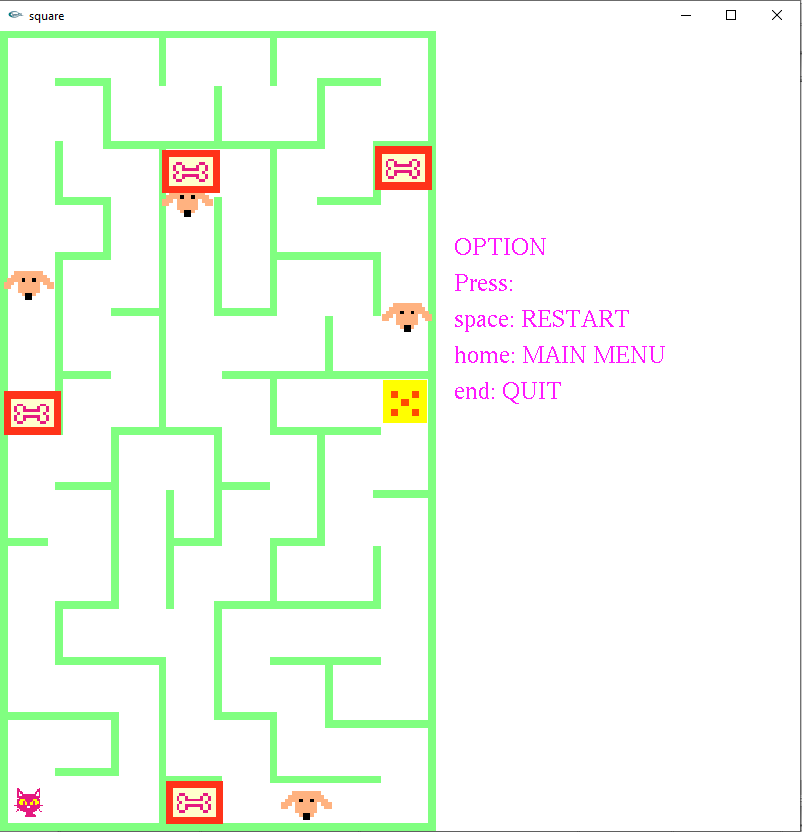 square
OPTION
Press:
space: RESTART
home: MAIN MENU
end: QUIT